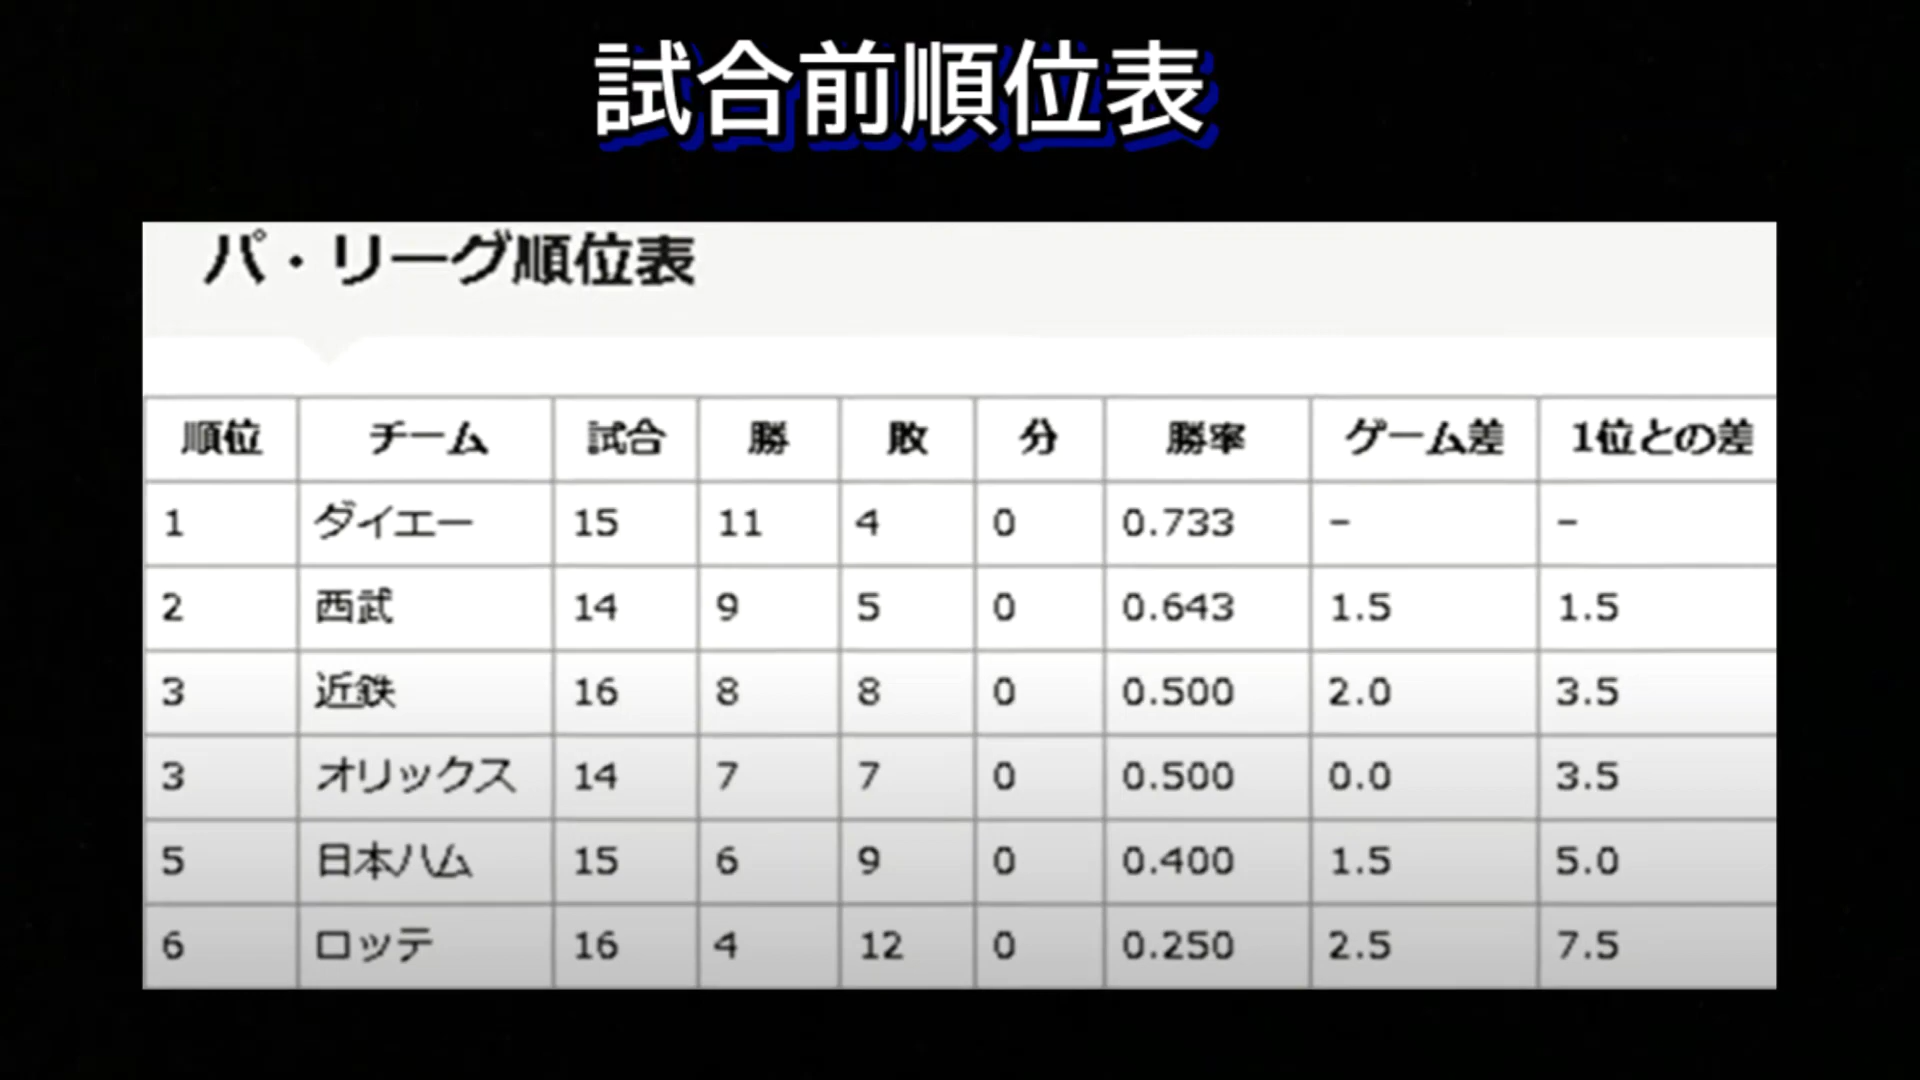 試合前順位表
パ・リーグ順位表
順位 チーム 試合 勝 敗 分 勝率 ゲーム差 1位との差
1 ダイエー 15 11 4 0 0.733 − −
2 西武 14 9 5 0 0.643 1.5 1.5
3 近鉄 16 8 8 0 0.500 2.0 3.5
3 オリックス 14 7 7 0 0.500 0.0 3.5
5 日本ハム 15 6 9 0 0.400 1.5 5.0
6 ロッテ 16 4 12 0 0.250 2.5 7.5